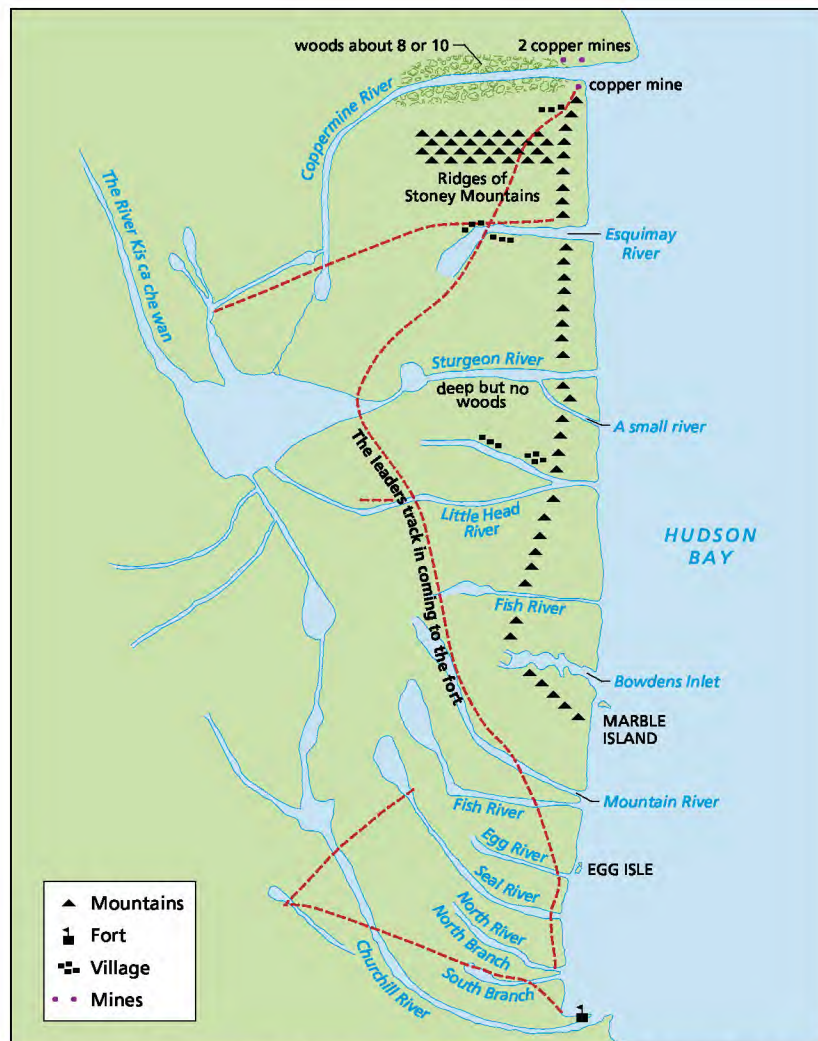 woods about 8 or 10
2 copper mines
copper mine
Coppermine River
Ridges of
Stoney Mountains
The River Kis ca che wan
Esquimay
River
Sturgeon River
deep but no
woods
A small river
The leaders track in coming to the fort
Little Head
River
HUDSON
BAY
Fish River
Bowdens Inlet
MARBLE
ISLAND
Mountain River
Fish River
Egg River
EGG ISLE
Seal River
North River
North Branch
South Branch
Churchill River
Mountains
Fort
Village
Mines